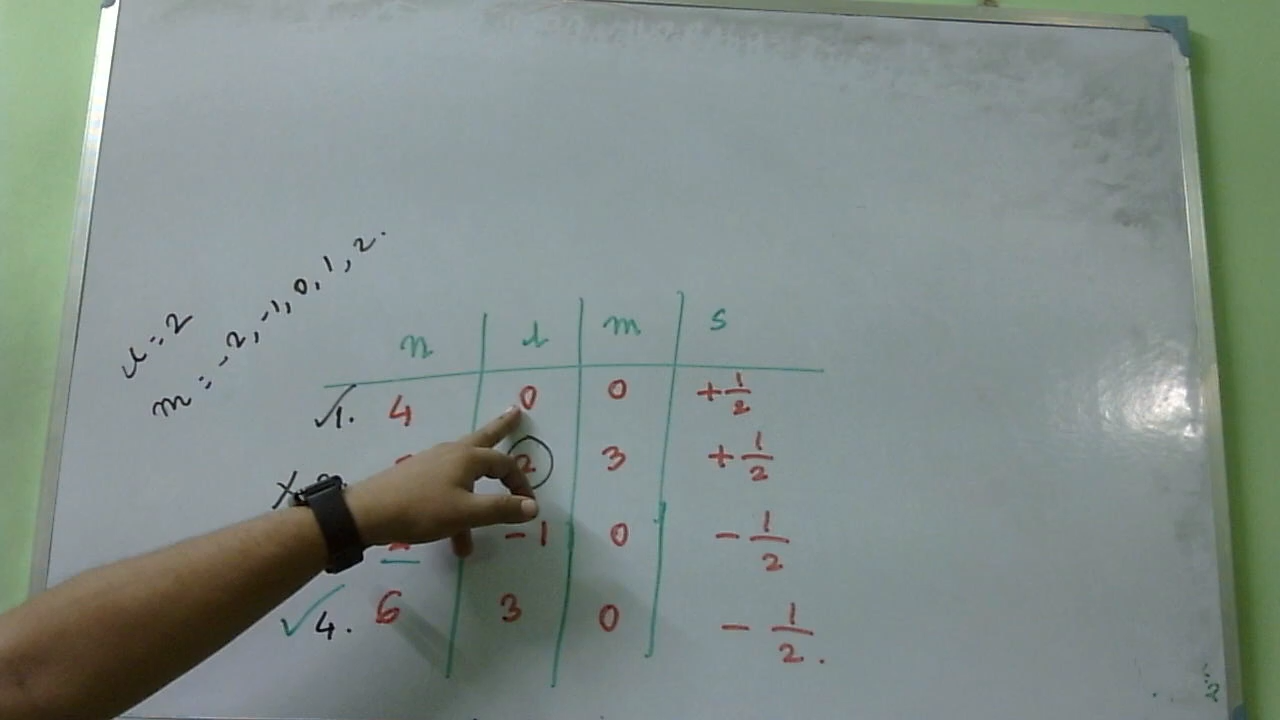 l = 2
m = -2, -1, 0, 1, 2.
n l m s
✓1. 4 0 0 +1/2
X 2 3 +1/2
-1 0 -1/2
✓4. 6 3 0 -1/2.